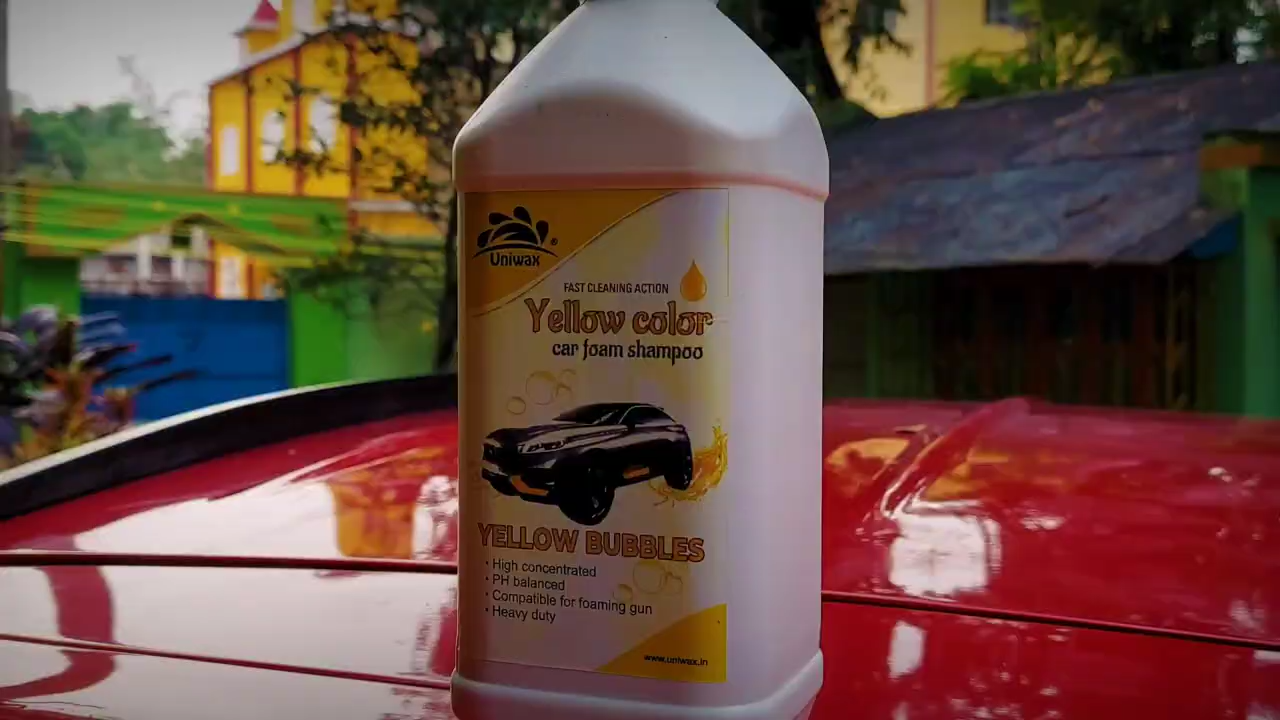 Uniwax®
FAST CLEANING ACTION
Yellow color
car foam shampoo
YELLOW BUBBLES
• High concentrated
• PH balanced
• Compatible for foaming gun
• Heavy duty
www.uniwax.in